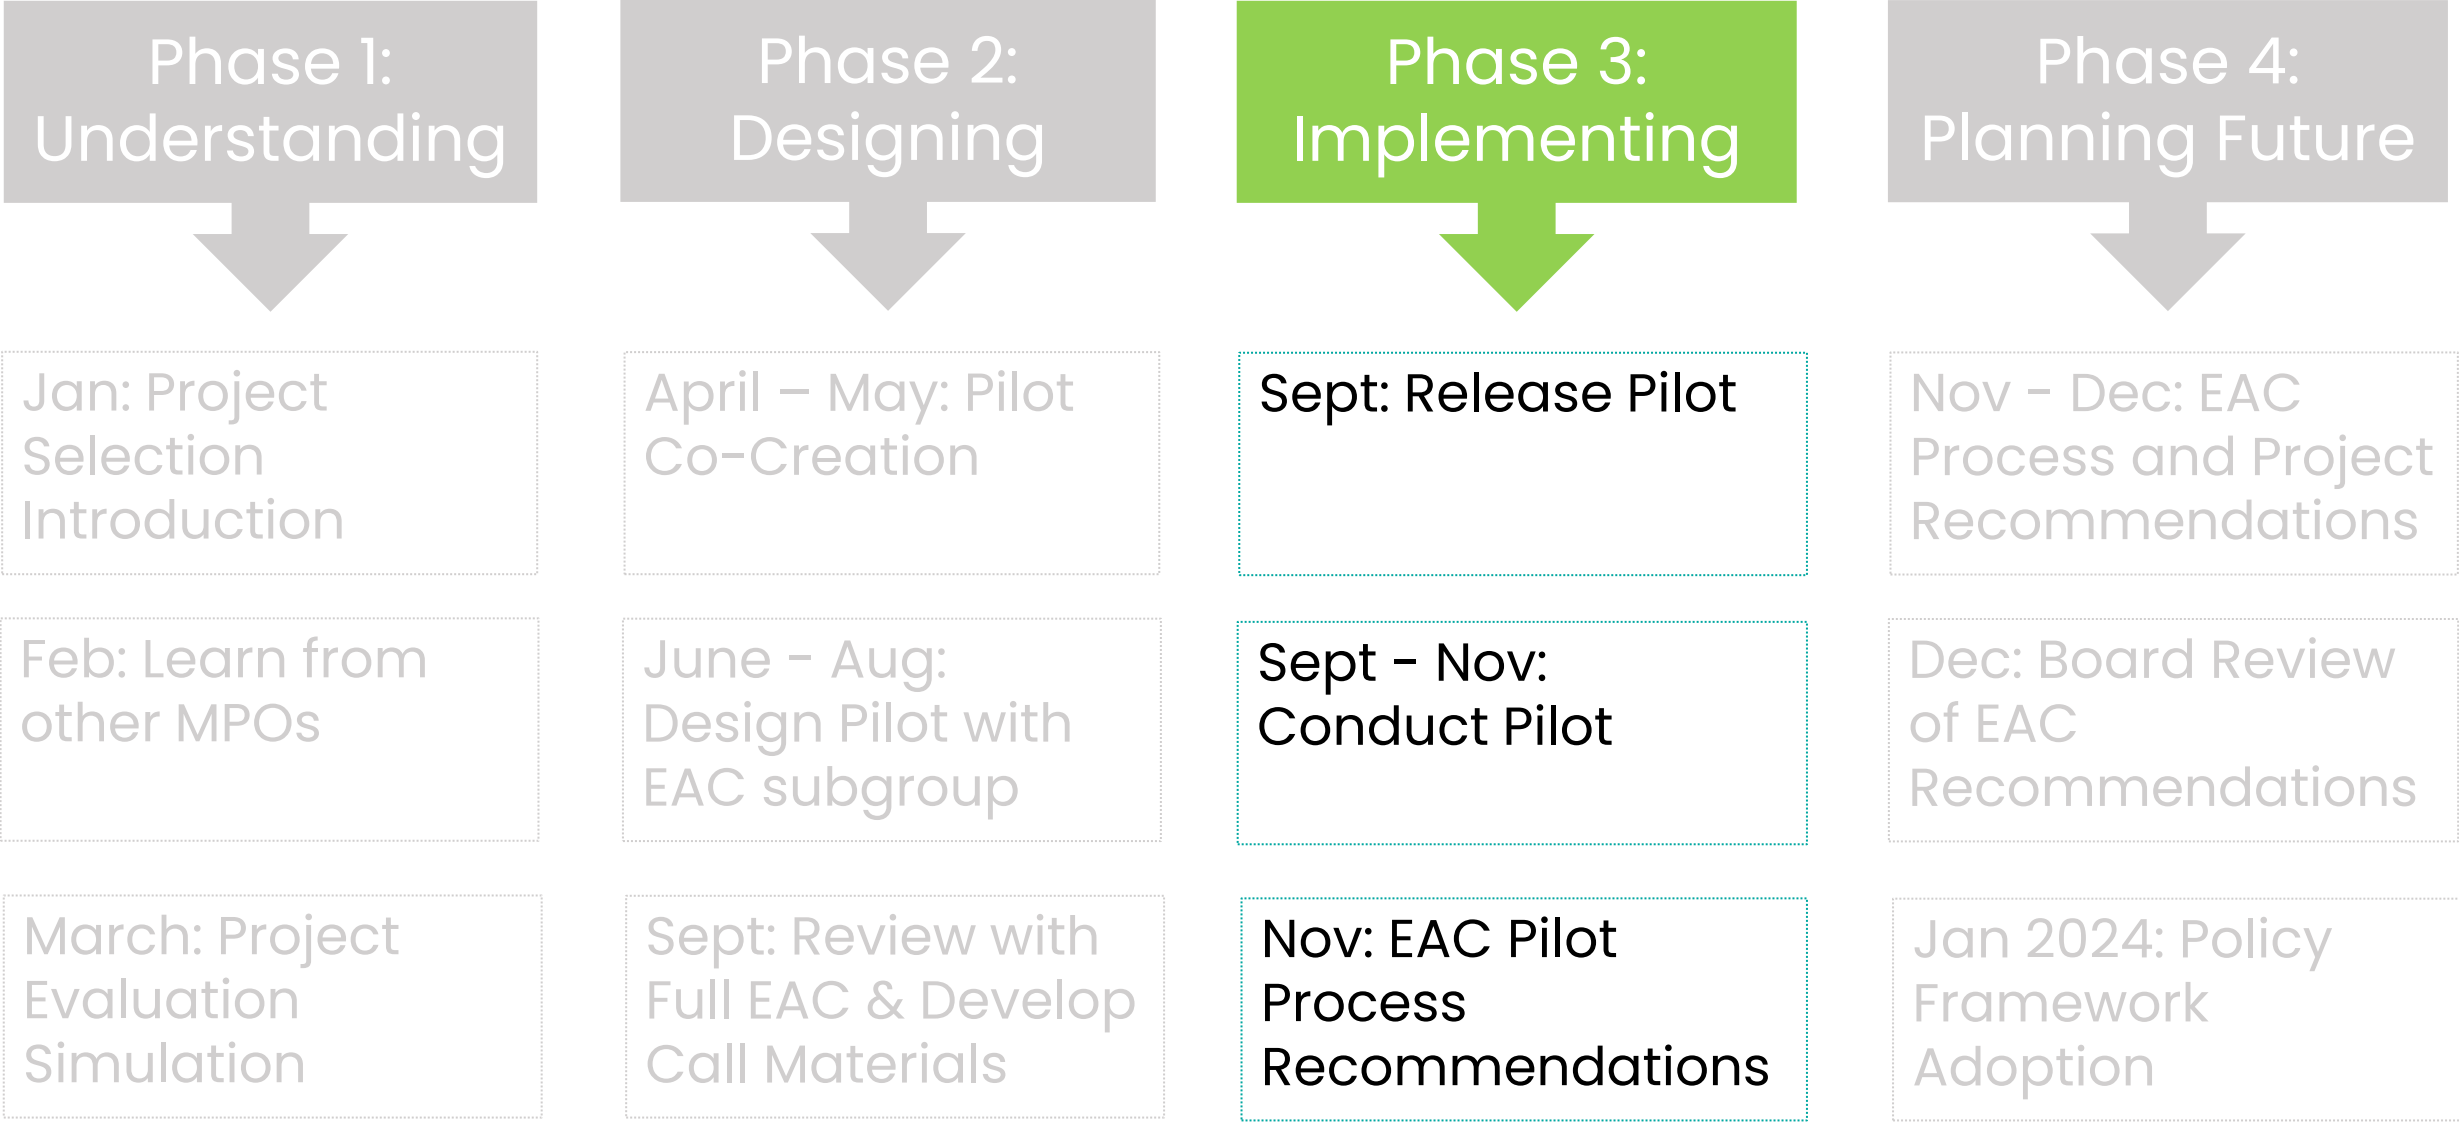 Phase 1:
Understanding
Jan: Project
Selection
Introduction
Feb: Learn from
other MPOs
March: Project
Evaluation
Simulation
Phase 2:
Designing
April – May: Pilot
Co-Creation
June - Aug:
Design Pilot with
EAC subgroup
Sept: Review with
Full EAC & Develop
Call Materials
Phase 3:
Implementing
Sept: Release Pilot
Sept - Nov:
Conduct Pilot
Nov: EAC Pilot
Process
Recommendations
Phase 4:
Planning Future
Nov - Dec: EAC
Process and Project
Recommendations
Dec: Board Review
of EAC
Recommendations
Jan 2024: Policy
Framework
Adoption